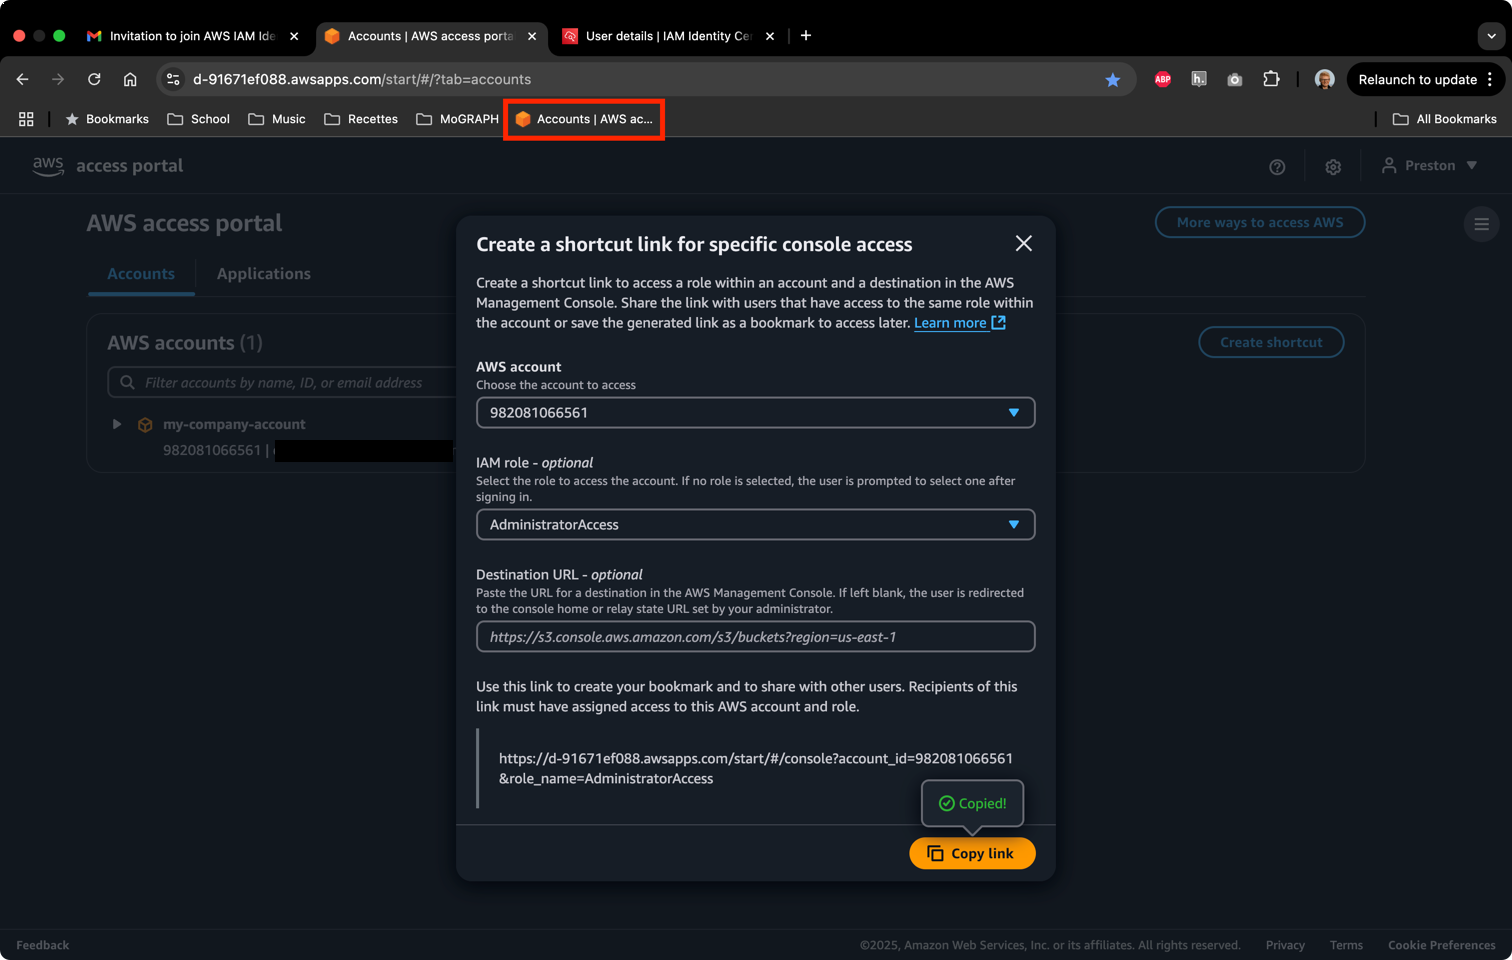 Invitation to join AWS IAM Ide
Accounts | AWS access porta
User details | IAM Identity Ce
d-91671ef088.awsapps.com/start/#/?tab=accounts
ABP
h.
Relaunch to update
Bookmarks
School
Music
Recettes
MoGRAPH
Accounts | AWS ac...
All Bookmarks
aws access portal
Preston
AWS access portal
More ways to access AWS
Accounts
Applications
AWS accounts (1)
Create shortcut
Filter accounts by name, ID, or email address
my-company-account
982081066561 |
Create a shortcut link for specific console access
Create a shortcut link to access a role within an account and a destination in the AWS
Management Console. Share the link with users that have access to the same role within
the account or save the generated link as a bookmark to access later. Learn more
AWS account
Choose the account to access
982081066561
IAM role - optional
Select the role to access the account. If no role is selected, the user is prompted to select one after
signing in.
AdministratorAccess
Destination URL - optional
Paste the URL for a destination in the AWS Management Console. If left blank, the user is redirected
to the console home or relay state URL set by your administrator.
https://s3.console.aws.amazon.com/s3/buckets?region=us-east-1
Use this link to create your bookmark and to share with other users. Recipients of this
link must have assigned access to this AWS account and role.
https://d-91671ef088.awsapps.com/start/#/console?account_id=982081066561
&role_name=AdministratorAccess
Copied!
Copy link
Feedback
©2025, Amazon Web Services, Inc. or its affiliates. All rights reserved.
Privacy
Terms
Cookie Preferences